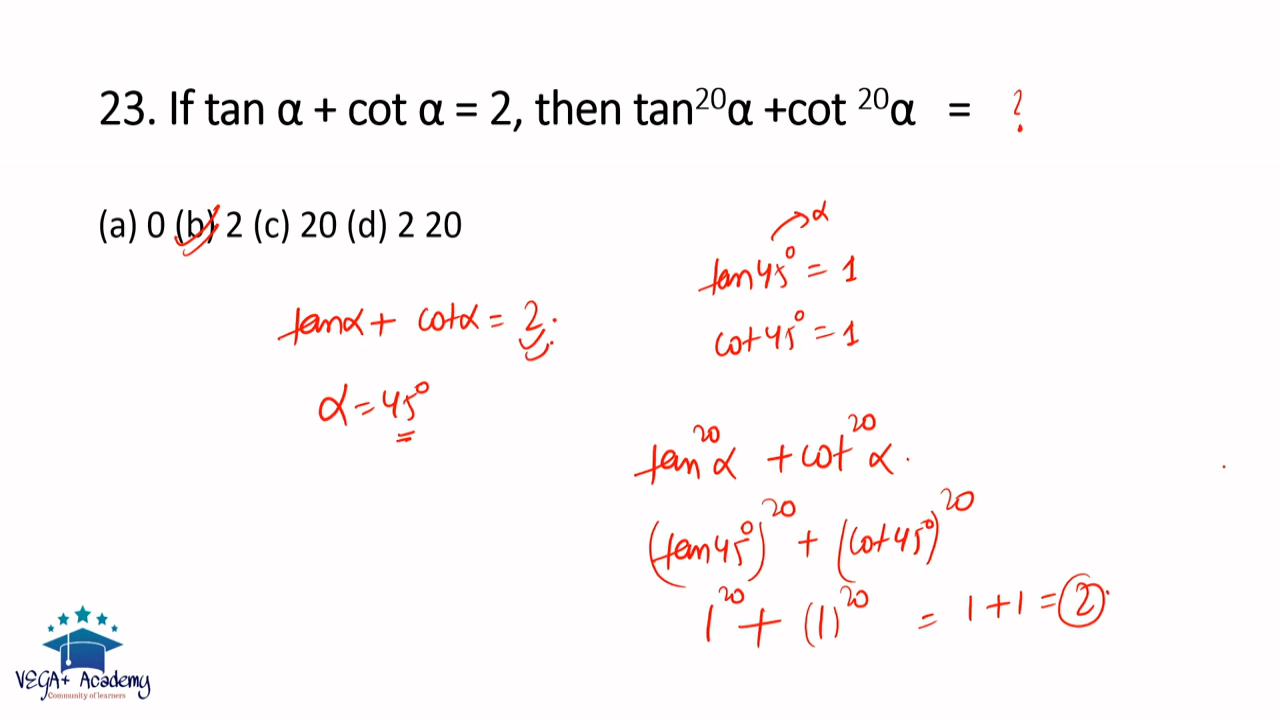 23. If tan α + cot α = 2, then tan²⁰α +cot ²⁰α = ?
(a) 0 (b) 2 (c) 20 (d) 2 20
tanα + cotα = 2.
α = 45°
α
tan45° = 1
cot45° = 1
tan²⁰α + cot²⁰α.
(tan45°)²⁰ + (cot45°)²⁰
1²⁰ + (1)²⁰ = 1+1 = 2.
VEGA+ Academy
Community of learners